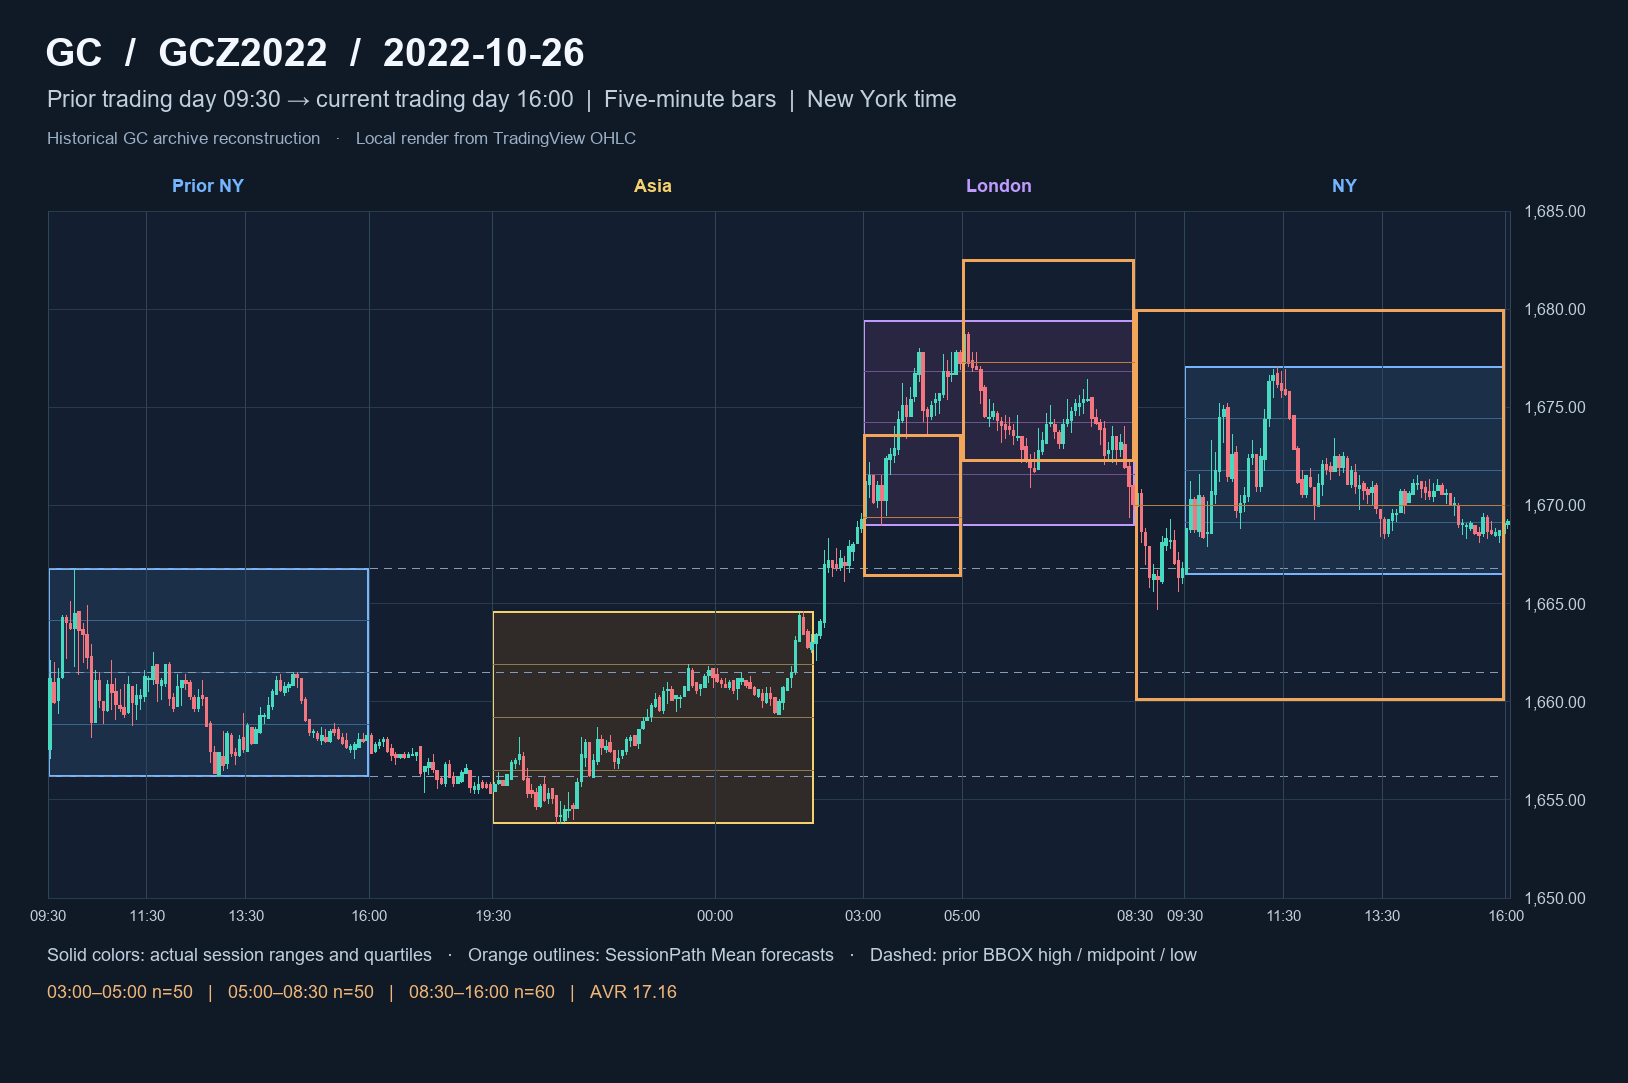 GC / GCZ2022 / 2022-10-26
Prior trading day 09:30 → current trading day 16:00 | Five-minute bars | New York time
Historical GC archive reconstruction · Local render from TradingView OHLC
Prior NY Asia London NY
1,685.00
1,680.00
1,675.00
1,670.00
1,665.00
1,660.00
1,655.00
1,650.00
09:30 11:30 13:30 16:00 19:30 00:00 03:00 05:00 08:30 09:30 11:30 13:30 16:00
Solid colors: actual session ranges and quartiles · Orange outlines: SessionPath Mean forecasts · Dashed: prior BBOX high / midpoint / low
03:00–05:00 n=50 | 05:00–08:30 n=50 | 08:30–16:00 n=60 | AVR 17.16